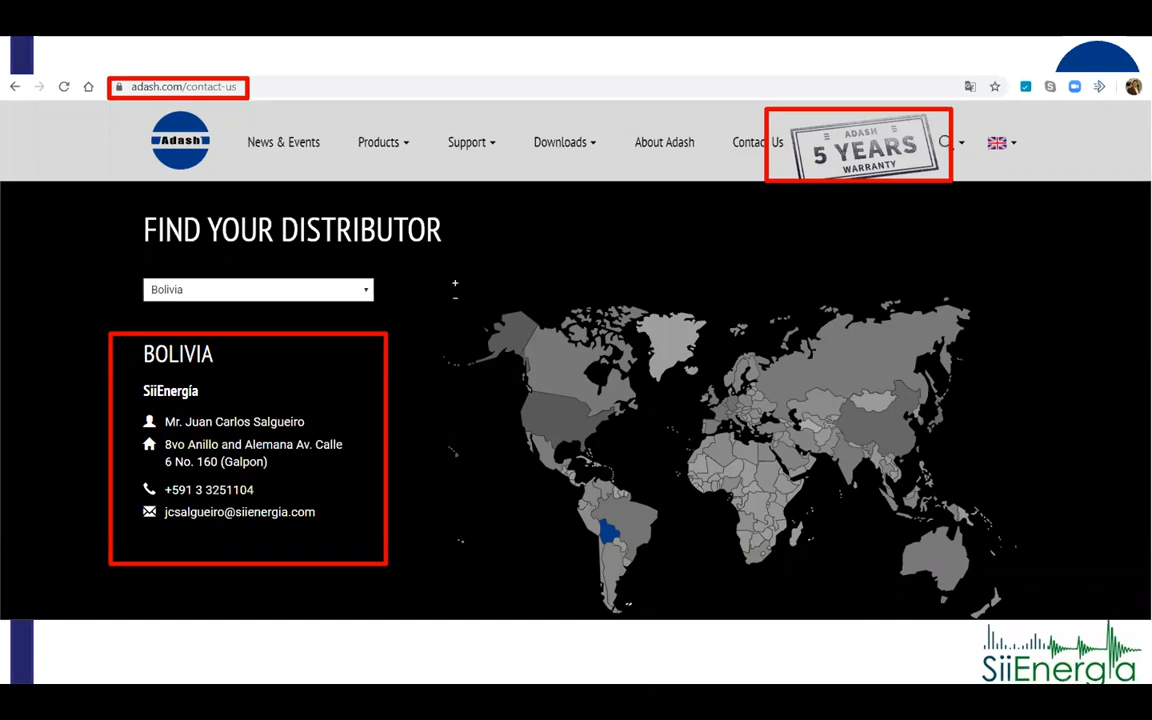 adash.com/contact-us
Adash
News & Events
Products
Support
Downloads
About Adash
Contact Us
ADASH
5 YEARS
WARRANTY
FIND YOUR DISTRIBUTOR
Bolivia
+
−
BOLIVIA
SiiEnergía
Mr. Juan Carlos Salgueiro
8vo Anillo and Alemana Av. Calle
6 No. 160 (Galpon)
+591 3 3251104
jcsalgueiro@siienergia.com
SiiEnergía